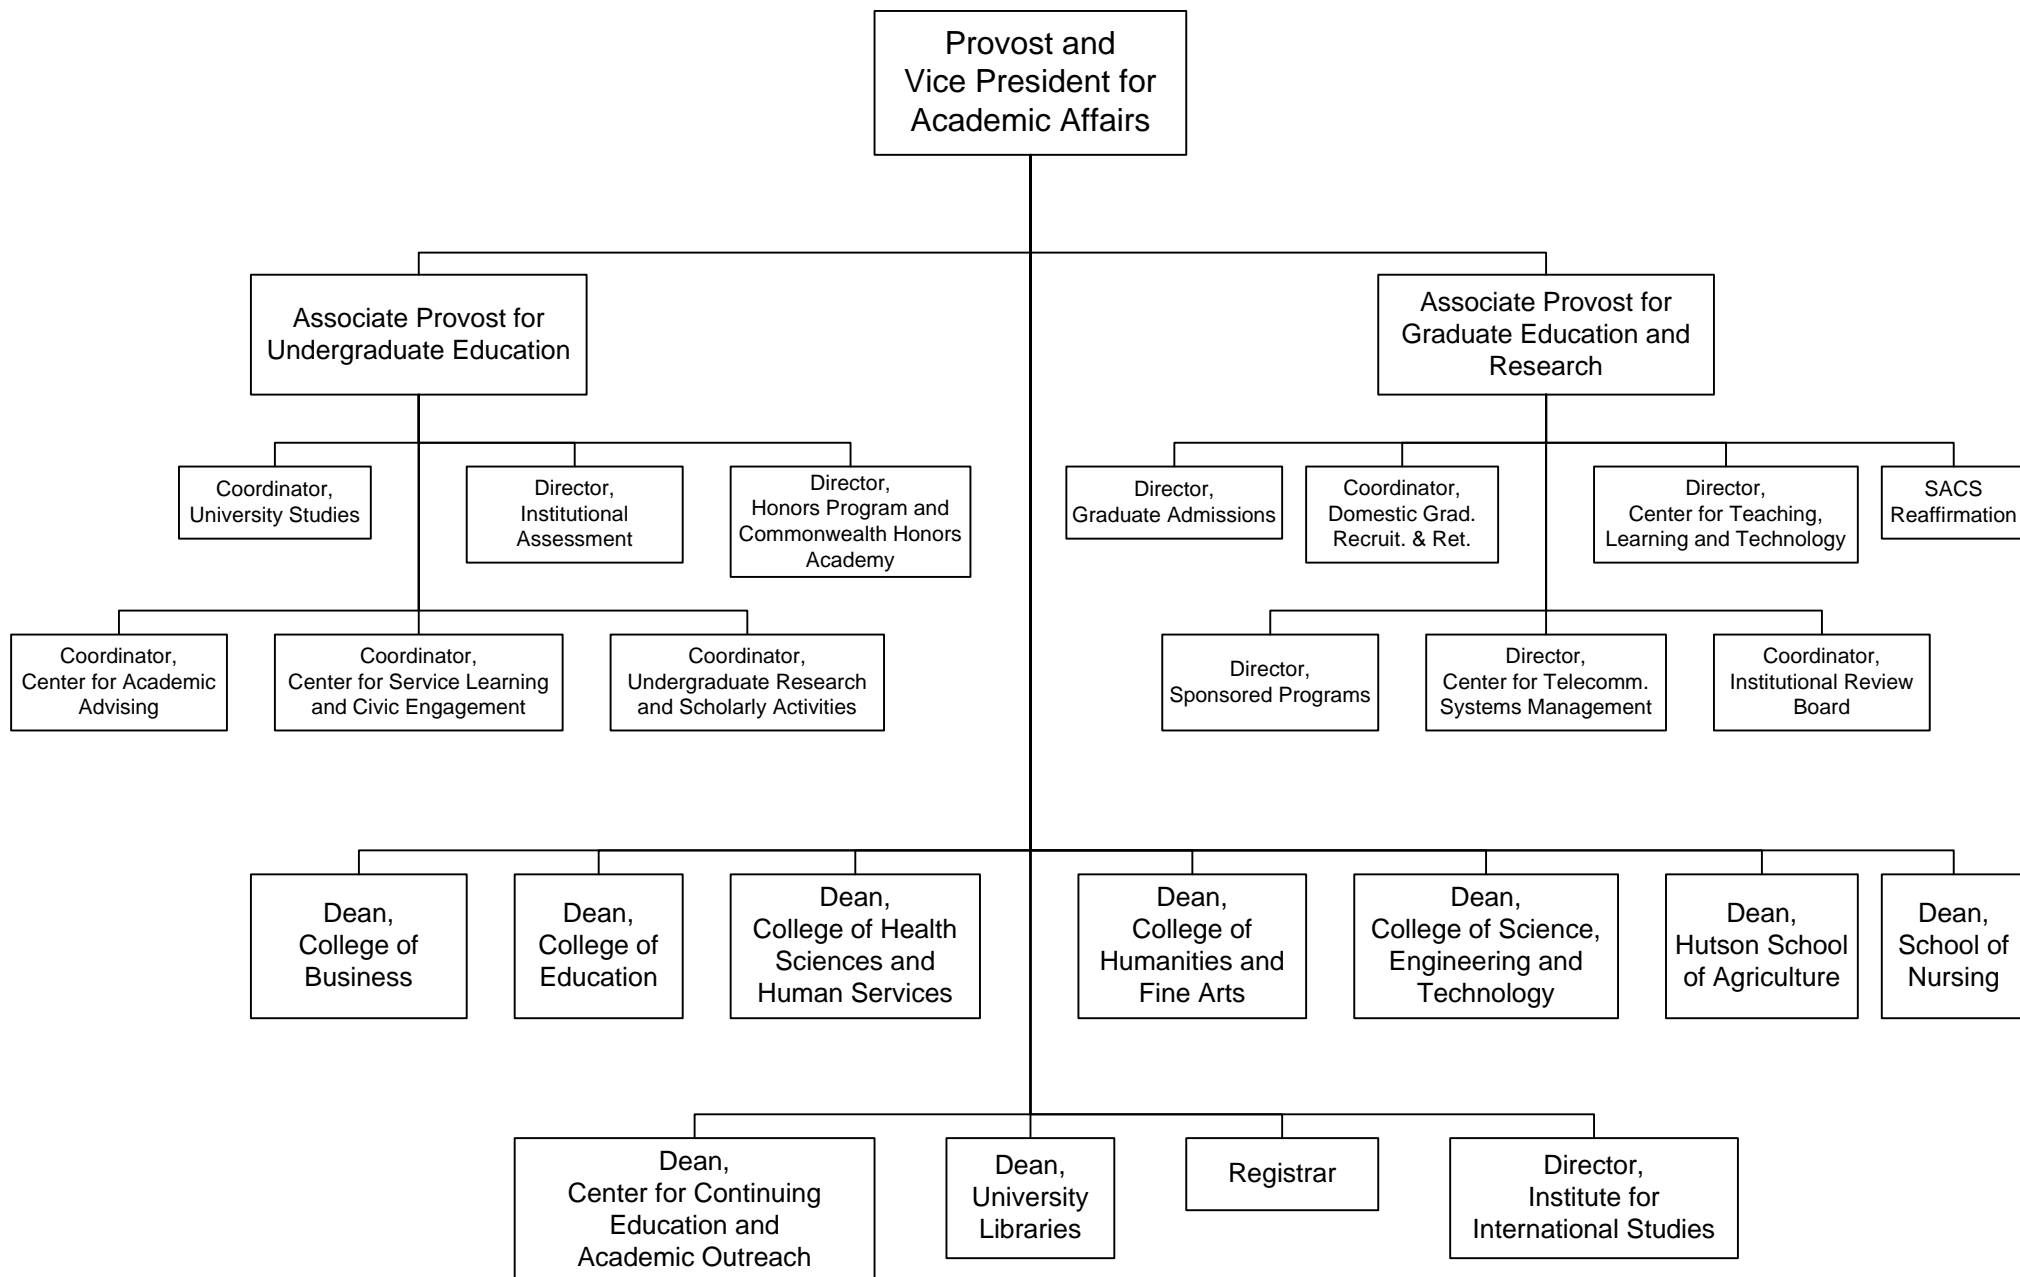 Provost and
Vice President for
Academic Affairs
Associate Provost for
Undergraduate Education
Associate Provost for
Graduate Education and
Research
Coordinator,
University Studies
Director,
Institutional
Assessment
Director,
Honors Program and
Commonwealth Honors
Academy
Director,
Graduate Admissions
Coordinator,
Domestic Grad.
Recruit. & Ret.
Director,
Center for Teaching,
Learning and Technology
SACS
Reaffirmation
Coordinator,
Center for Academic
Advising
Coordinator,
Center for Service Learning
and Civic Engagement
Coordinator,
Undergraduate Research
and Scholarly Activities
Director,
Sponsored Programs
Director,
Center for Telecomm.
Systems Management
Coordinator,
Institutional Review
Board
Dean,
College of
Business
Dean,
College of
Education
Dean,
College of Health
Sciences and
Human Services
Dean,
College of
Humanities and
Fine Arts
Dean,
College of Science,
Engineering and
Technology
Dean,
Hutson School
of Agriculture
Dean,
School of
Nursing
Dean,
Center for Continuing
Education and
Academic Outreach
Dean,
University
Libraries
Registrar
Director,
Institute for
International Studies